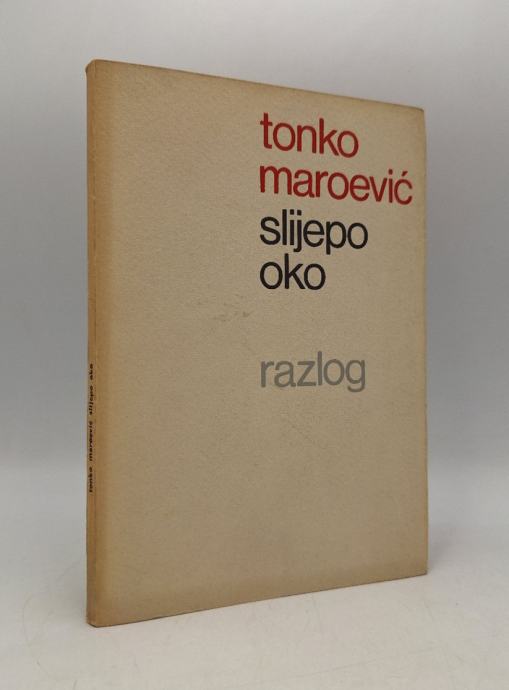 tonko
maroević
slijepo
oko
razlog
tonko maroević slijepo oko